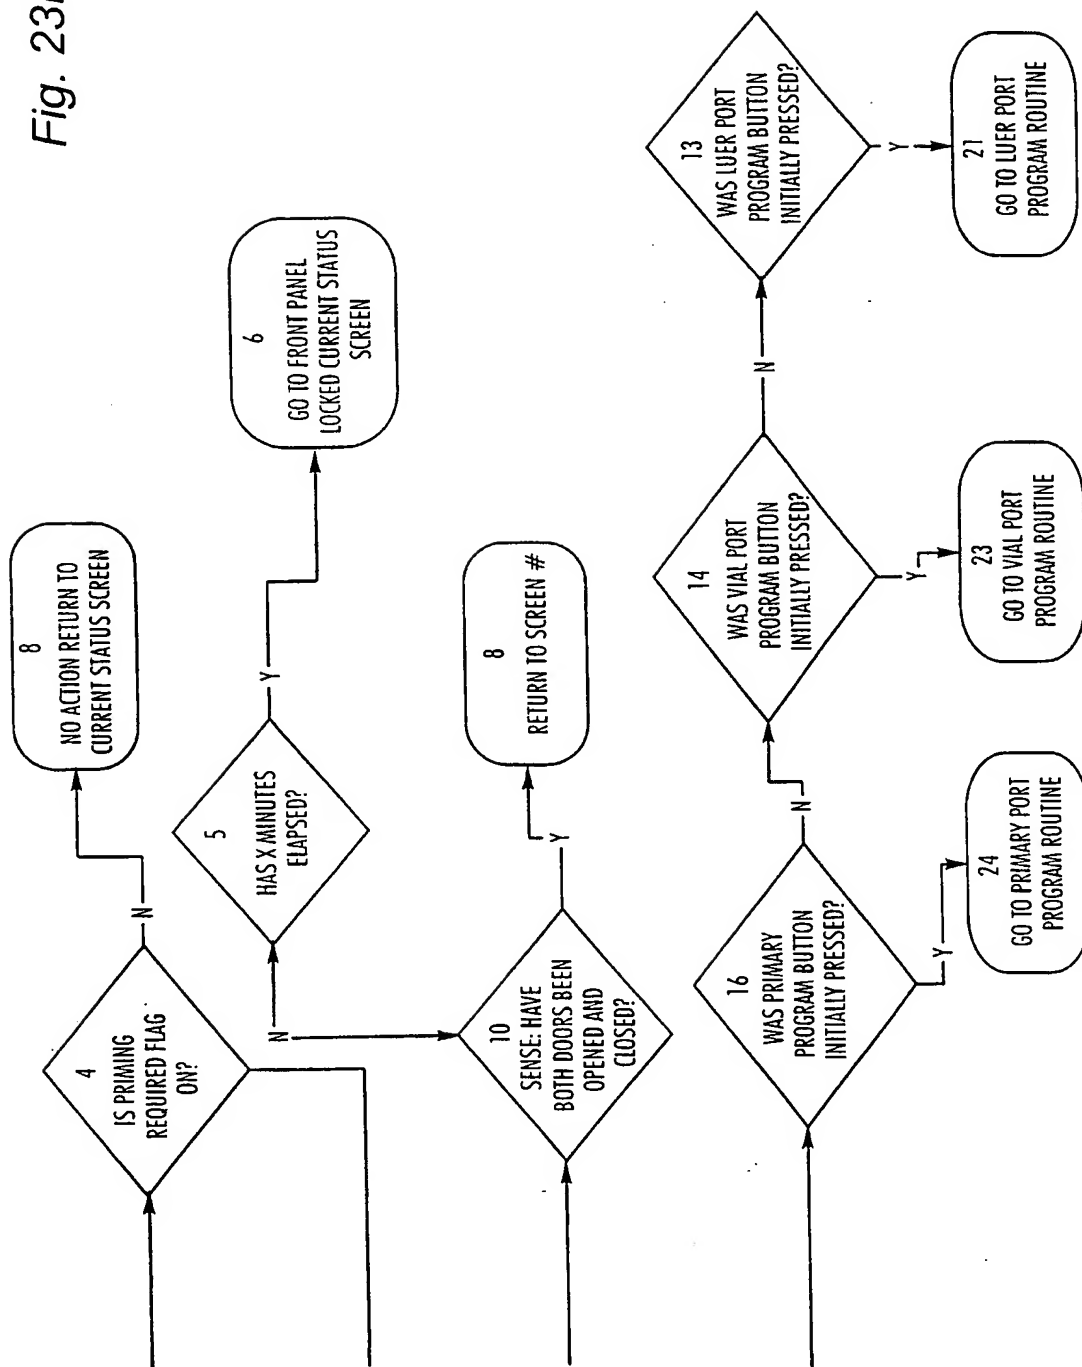 Fig. 23
4
IS PRIMING
REQUIRED FLAG
ON?
N
8
NO ACTION RETURN TO
CURRENT STATUS SCREEN
5
HAS X MINUTES
ELAPSED?
N
Y
6
GO TO FRONT PANEL
LOCKED CURRENT STATUS
SCREEN
10
SENSE: HAVE
BOTH DOORS BEEN
OPENED AND
CLOSED?
Y
8
RETURN TO SCREEN #
16
WAS PRIMARY
PROGRAM BUTTON
INITIALLY PRESSED?
N
Y
24
GO TO PRIMARY PORT
PROGRAM ROUTINE
14
WAS VIAL PORT
PROGRAM BUTTON
INITIALLY PRESSED?
N
Y
23
GO TO VIAL PORT
PROGRAM ROUTINE
13
WAS LUER PORT
PROGRAM BUTTON
INITIALLY PRESSED?
Y
21
GO TO LUER PORT
PROGRAM ROUTINE